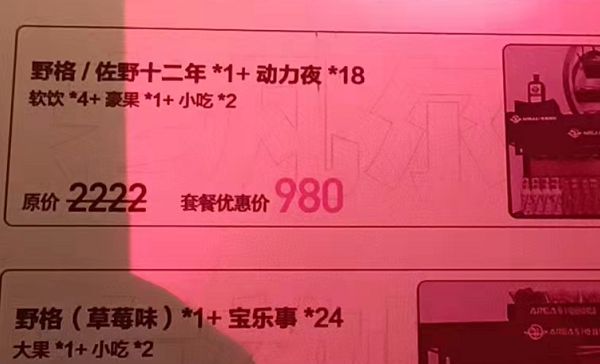 野格/佐野十二年 *1+ 动力夜 *18
软饮 *4+ 豪果 *1+ 小吃 *2
原价 2222 套餐优惠价 980
野格（草莓味）*1+ 宝乐事 *24
大果 *1+ 小吃 *2